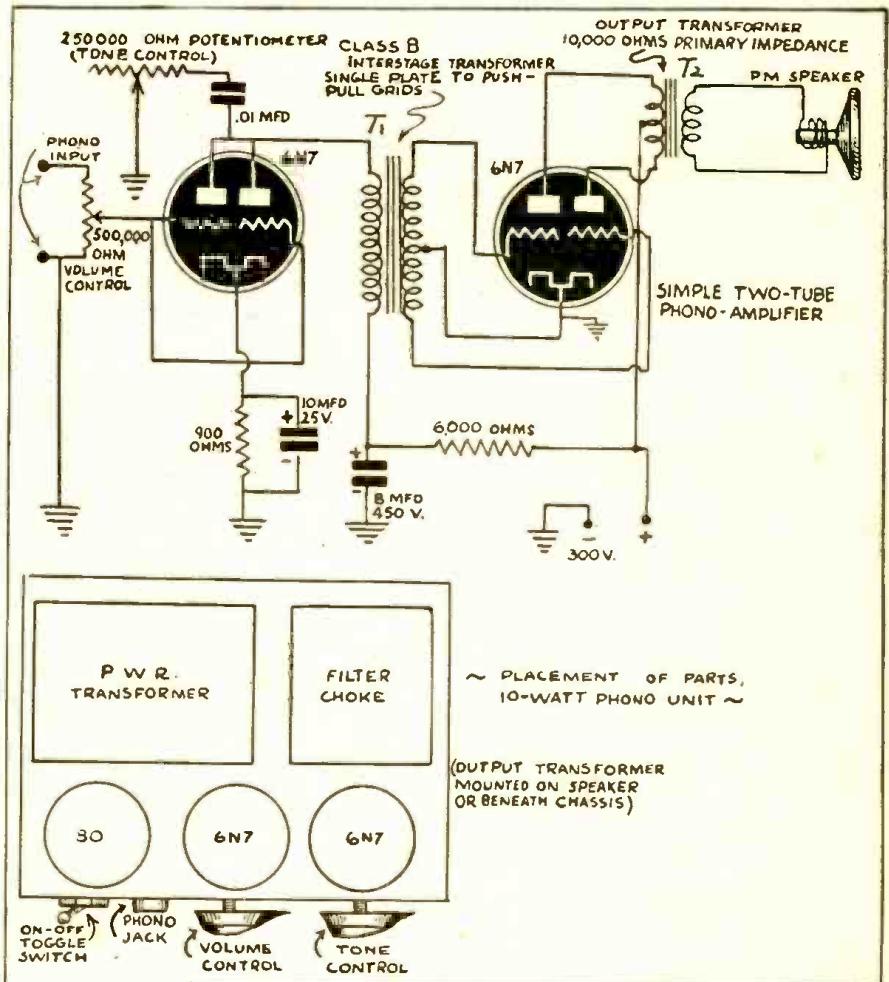 250000 OHM POTENTIOMETER
(TONE CONTROL)
.01 MFD
PHONO
INPUT
500,000
OHM
VOLUME
CONTROL
6N7
CLASS B
INTERSTAGE TRANSFORMER
SINGLE PLATE TO PUSH-
PULL GRIDS
T1
6N7
OUTPUT TRANSFORMER
10,000 OHMS PRIMARY IMPEDANCE
T2
PM SPEAKER
SIMPLE TWO-TUBE
PHONO-AMPLIFIER
900
OHMS
+
10 MFD
25 V.
-
+
-
8 MFD
450 V.
6,000 OHMS
-
300 V.
+
PWR.
TRANSFORMER
FILTER
CHOKE
~ PLACEMENT OF PARTS,
10-WATT PHONO UNIT ~
(OUTPUT TRANSFORMER
MOUNTED ON SPEAKER
OR BENEATH CHASSIS)
80
6N7
6N7
ON-OFF
TOGGLE
SWITCH
PHONO
JACK
VOLUME
CONTROL
TONE
CONTROL